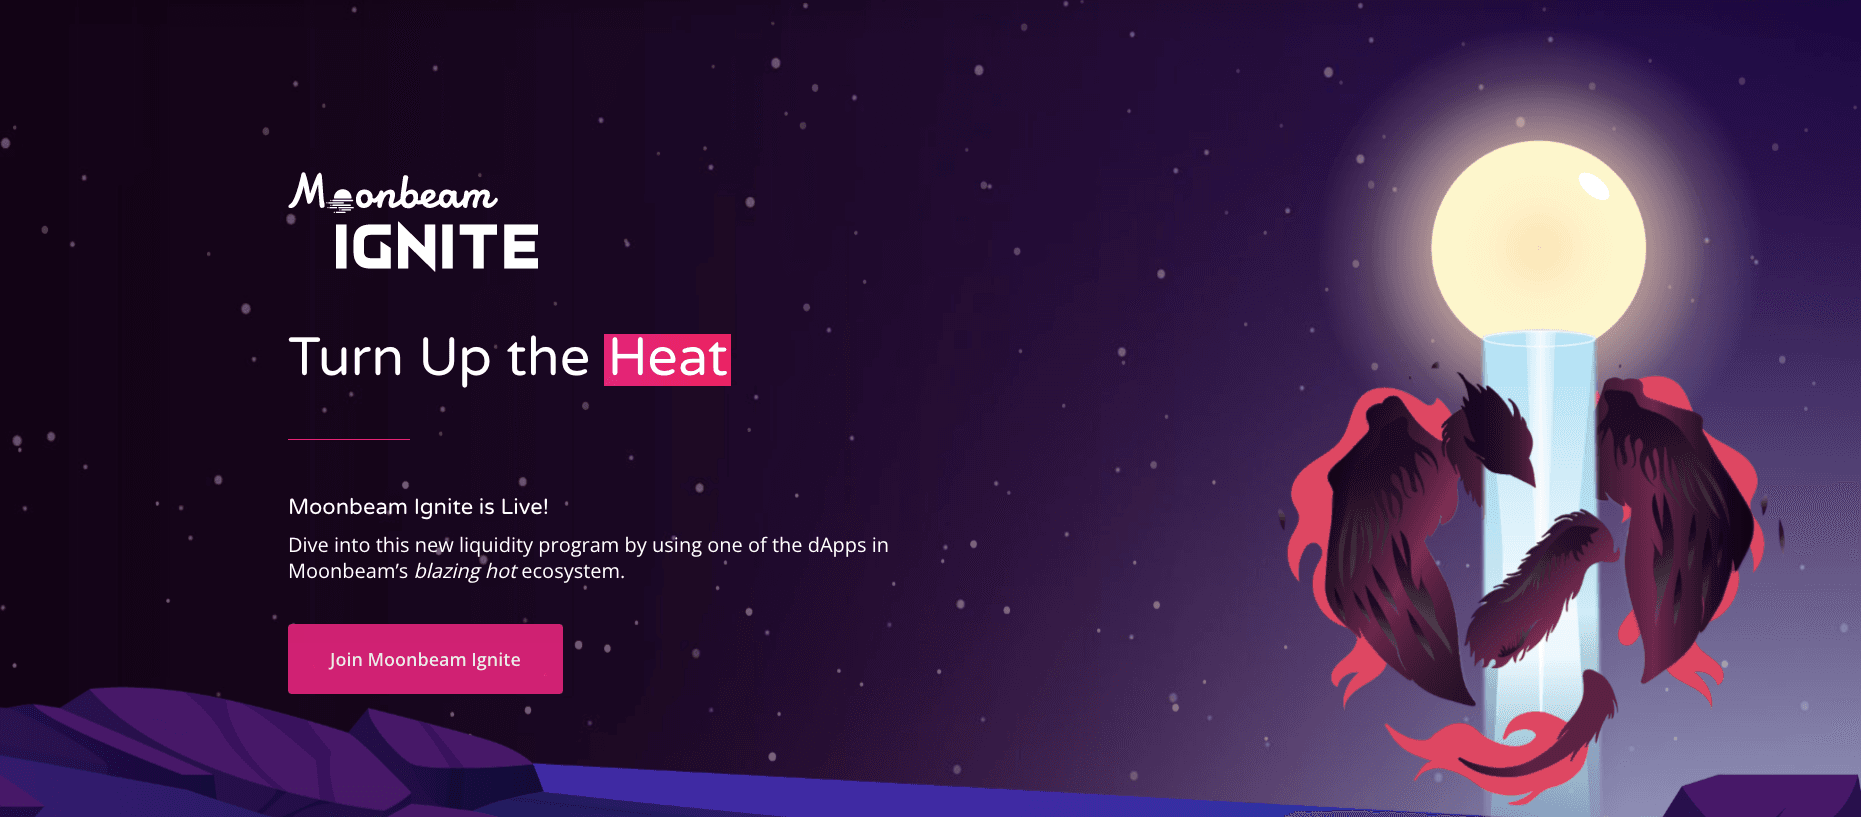 Moonbeam
IGNITE
Turn Up the Heat
Moonbeam Ignite is Live!
Dive into this new liquidity program by using one of the dApps in
Moonbeam’s blazing hot ecosystem.
Join Moonbeam Ignite